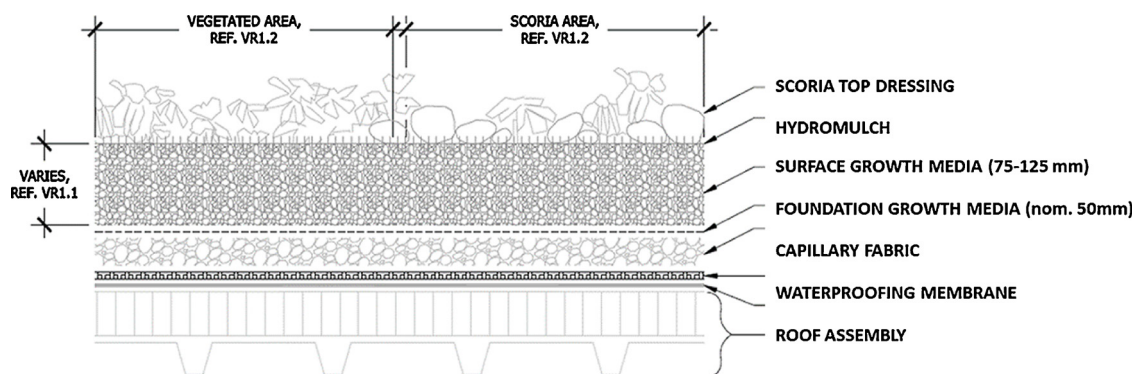 VEGETATED AREA,
REF. VR1.2
SCORIA AREA,
REF. VR1.2
SCORIA TOP DRESSING
HYDROMULCH
SURFACE GROWTH MEDIA (75-125 mm)
VARIES,
REF. VR1.1
FOUNDATION GROWTH MEDIA (nom. 50mm)
CAPILLARY FABRIC
WATERPROOFING MEMBRANE
ROOF ASSEMBLY